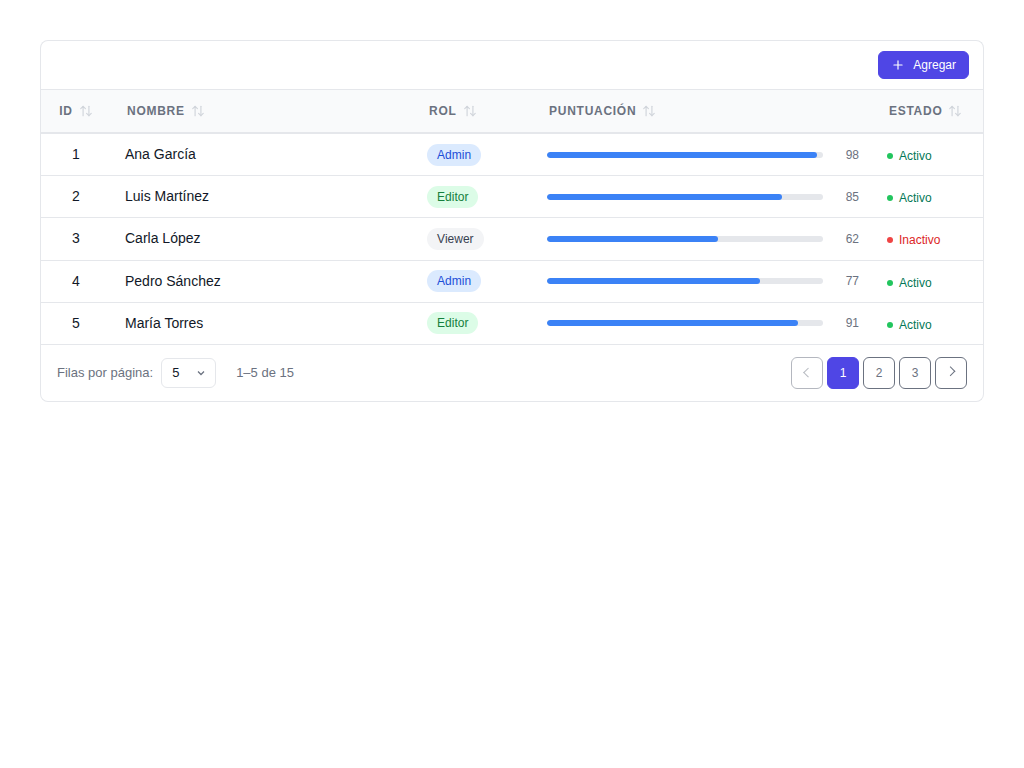 Agregar
ID NOMBRE ROL PUNTUACIÓN ESTADO
1 Ana García Admin 98 Activo
2 Luis Martínez Editor 85 Activo
3 Carla López Viewer 62 Inactivo
4 Pedro Sánchez Admin 77 Activo
5 María Torres Editor 91 Activo
Filas por página: 5 1–5 de 15 1 2 3